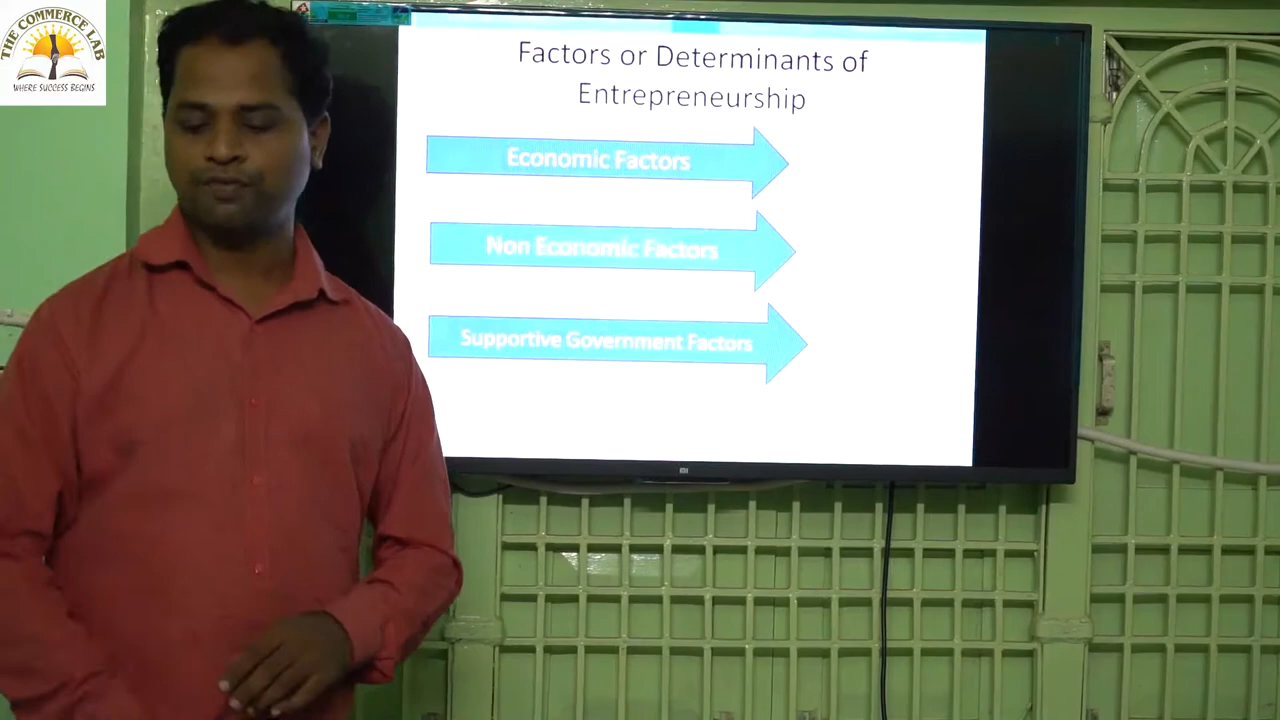 THE COMMERCE LAB
WHERE SUCCESS BEGINS
Factors or Determinants of
Entrepreneurship
Economic Factors
Non Economic Factors
Supportive Government Factors
mi